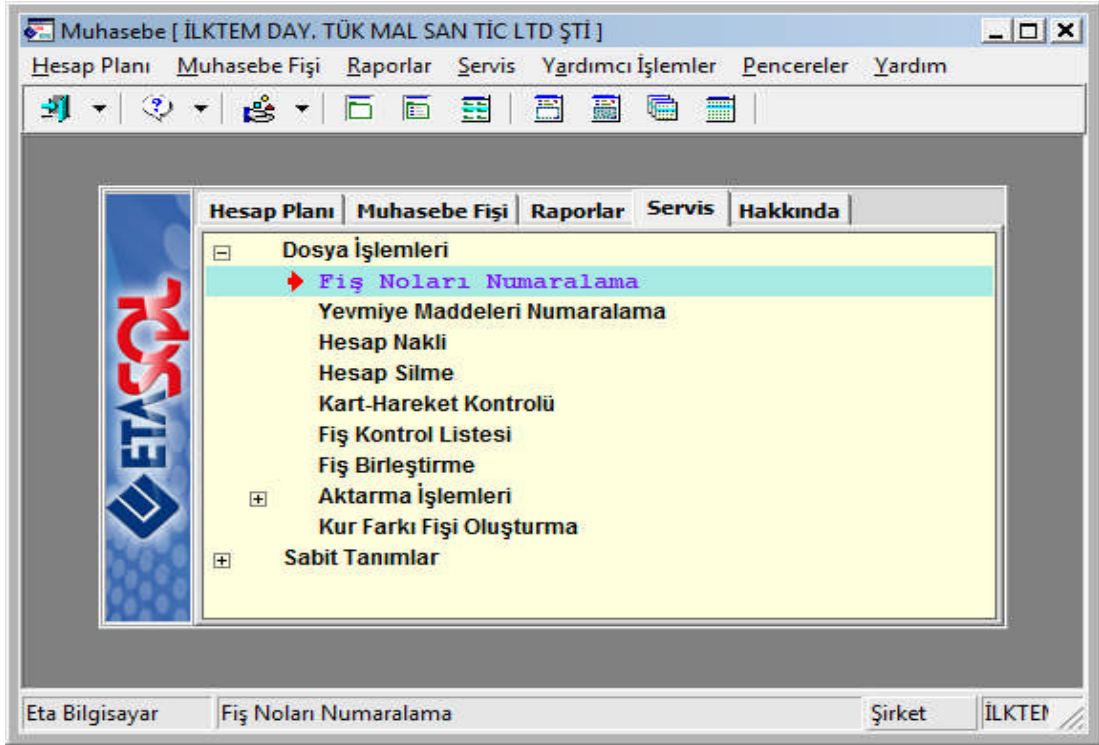 Muhasebe [ İLKTEM DAY. TÜK MAL SAN TİC LTD ŞTİ ]
Hesap Planı Muhasebe Fişi Raporlar Servis Yardımcı İşlemler Pencereler Yardım
Hesap Planı Muhasebe Fişi Raporlar Servis Hakkında
Dosya İşlemleri
Fiş Noları Numaralama
Yevmiye Maddeleri Numaralama
Hesap Nakli
Hesap Silme
Kart-Hareket Kontrolü
Fiş Kontrol Listesi
Fiş Birleştirme
Aktarma İşlemleri
Kur Farkı Fişi Oluşturma
Sabit Tanımlar
ETASQL
Eta Bilgisayar Fiş Noları Numaralama Şirket İLKTEM